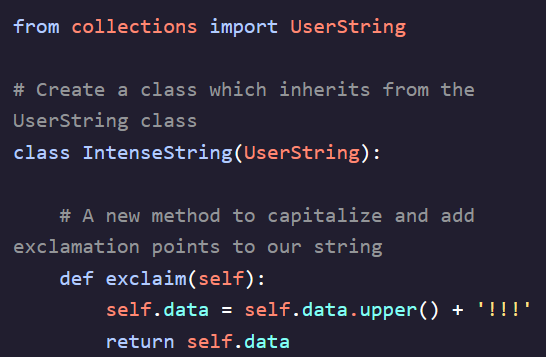 from collections import UserString
# Create a class which inherits from the
UserString class
class IntenseString(UserString):
# A new method to capitalize and add
exclamation points to our string
def exclaim(self):
self.data = self.data.upper() + '!!!'
return self.data